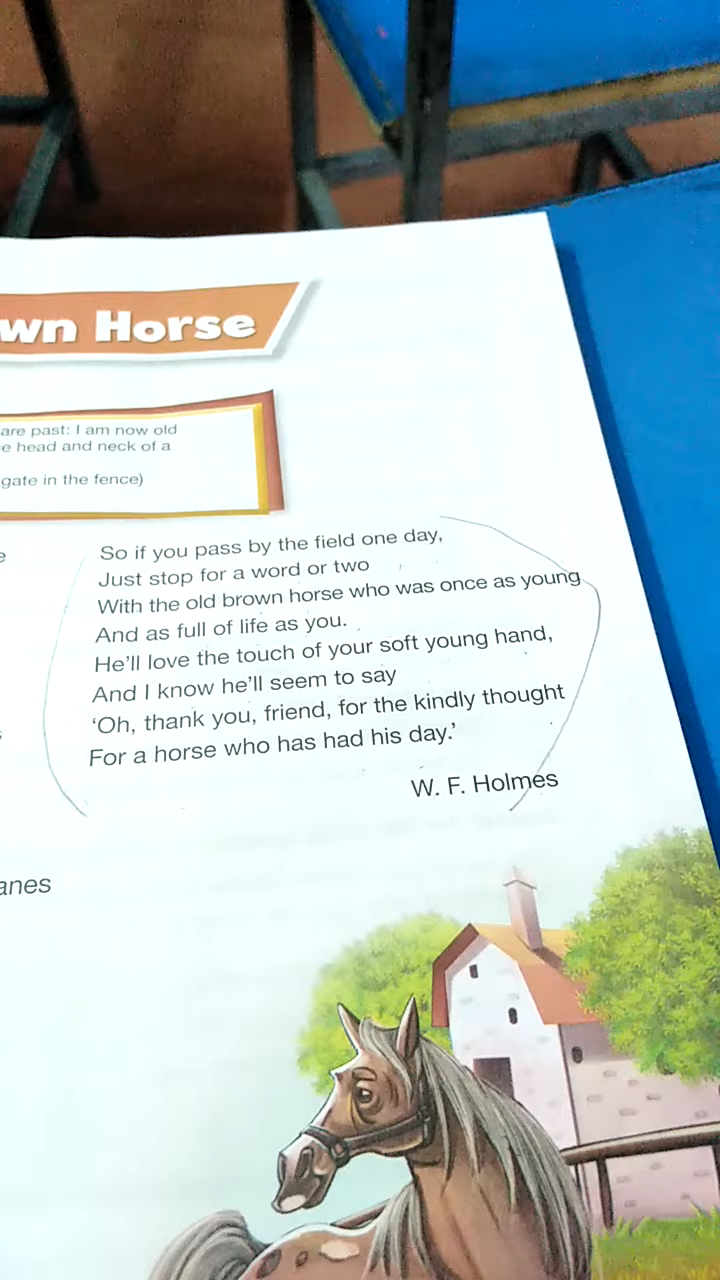 Horse
are past: I am now old
head and neck of a
gate in the fence)
So if you pass by the field one day,
Just stop for a word or two
With the old brown horse who was once as young
And as full of life as you.
He'll love the touch of your soft young hand,
And I know he'll seem to say
‘Oh, thank you, friend, for the kindly thought
For a horse who has had his day.’
W. F. Holmes